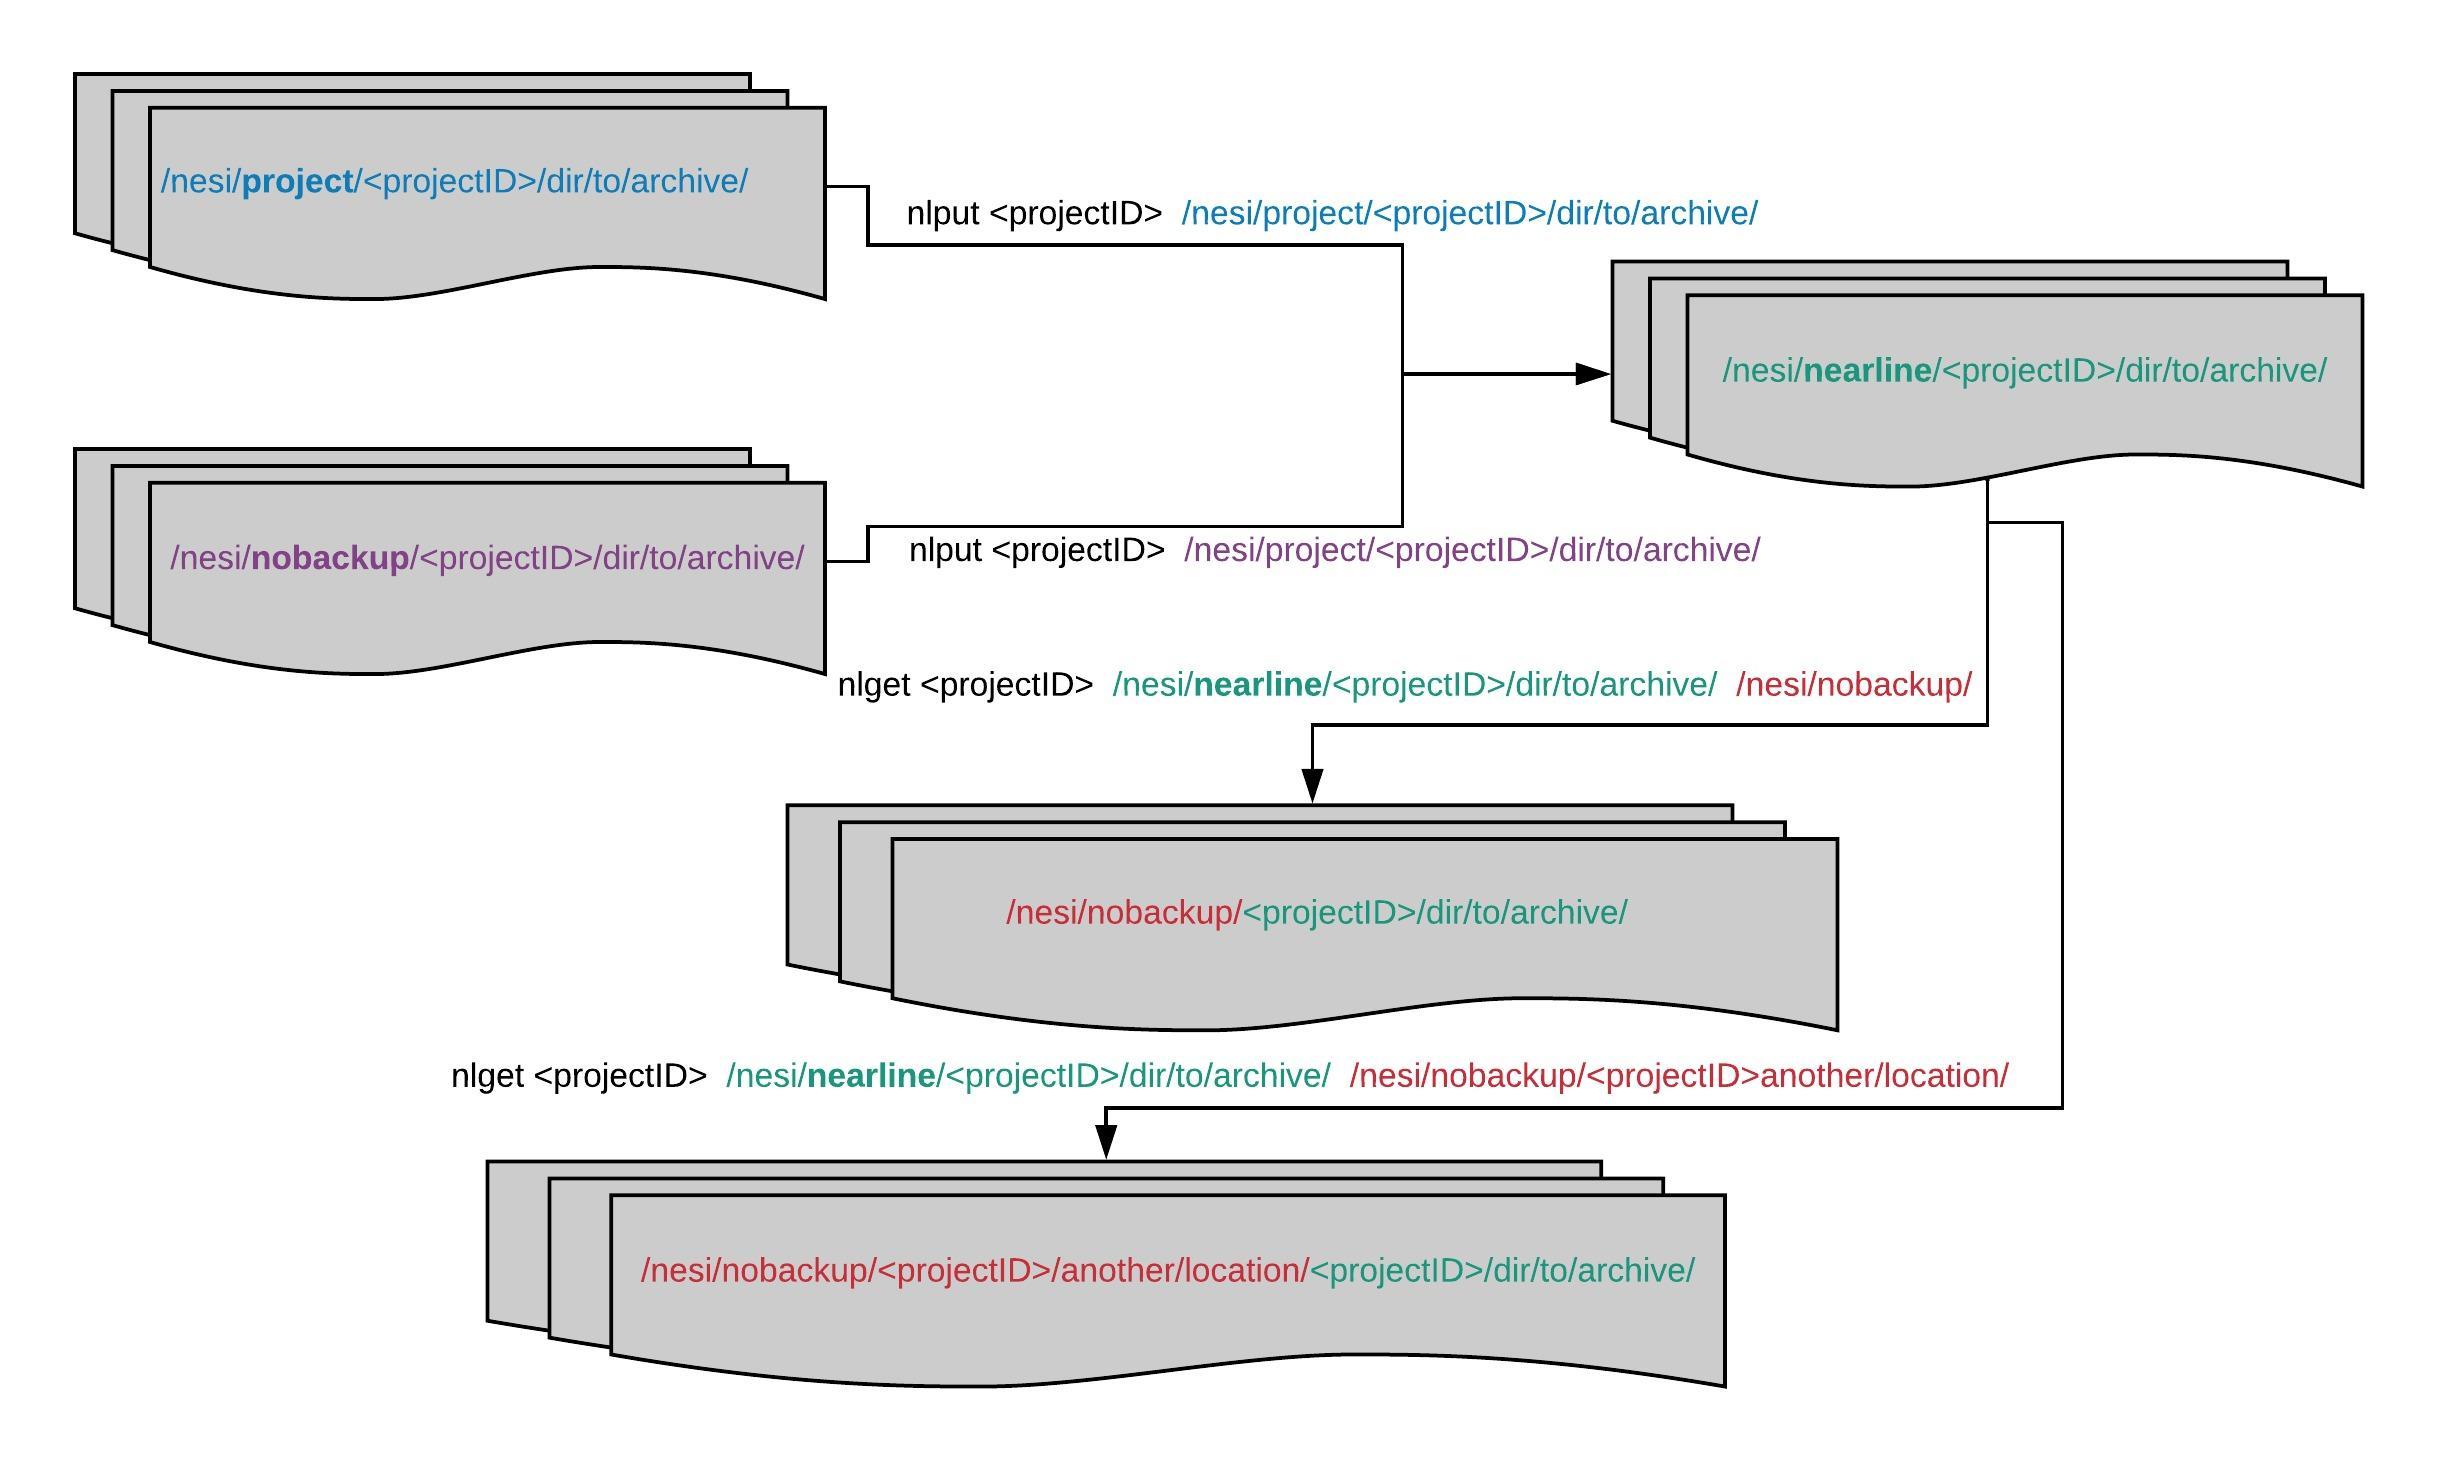 /nesi/project/<projectID>/dir/to/archive/
nlput <projectID> /nesi/project/<projectID>/dir/to/archive/
/nesi/nearline/<projectID>/dir/to/archive/
/nesi/nobackup/<projectID>/dir/to/archive/
nlput <projectID> /nesi/project/<projectID>/dir/to/archive/
nlget <projectID> /nesi/nearline/<projectID>/dir/to/archive/ /nesi/nobackup/
/nesi/nobackup/<projectID>/dir/to/archive/
nlget <projectID> /nesi/nearline/<projectID>/dir/to/archive/ /nesi/nobackup/<projectID>another/location/
/nesi/nobackup/<projectID>/another/location/<projectID>/dir/to/archive/